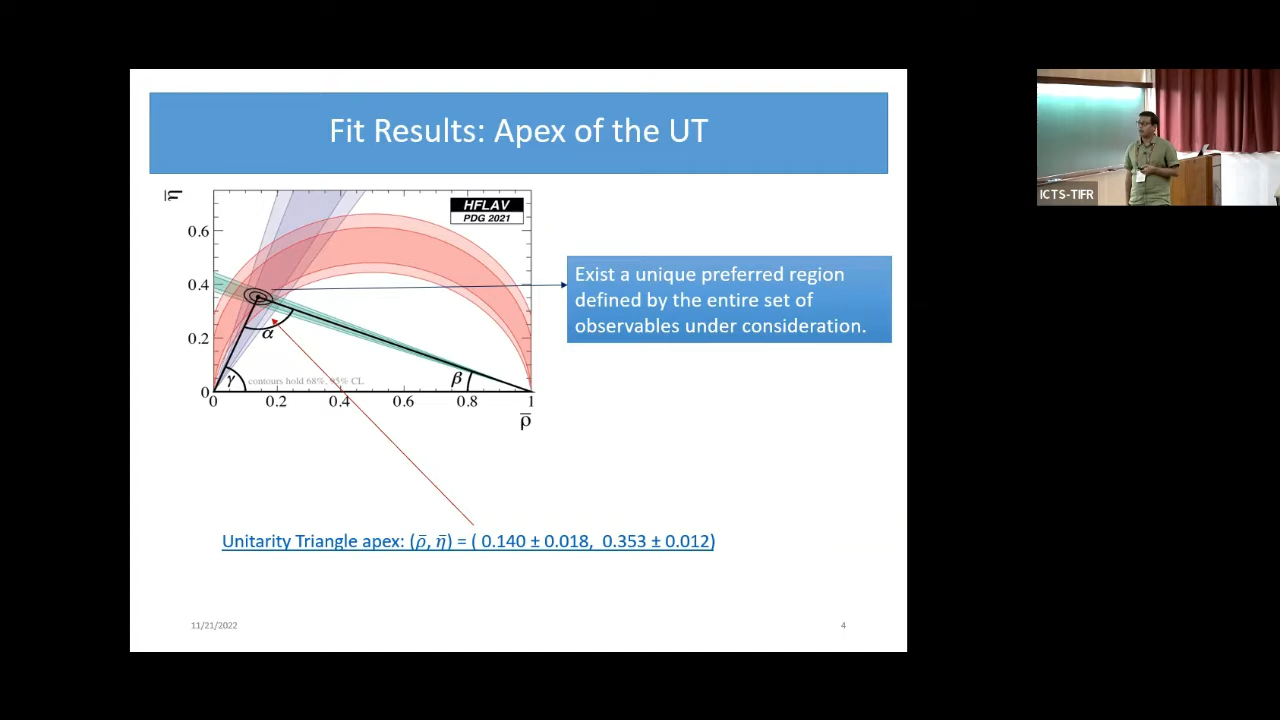 Fit Results: Apex of the UT
η̄
HFLAV
PDG 2021
0.6
0.4
0.2
0
α
γ
β
contours hold 68%, 95% CL
0 0.2 0.4 0.6 0.8 1
ρ̄
Exist a unique preferred region
defined by the entire set of
observables under consideration.
Unitarity Triangle apex: (ρ̄, η̄) = ( 0.140 ± 0.018, 0.353 ± 0.012)
11/21/2022
4
ICTS-TIFR